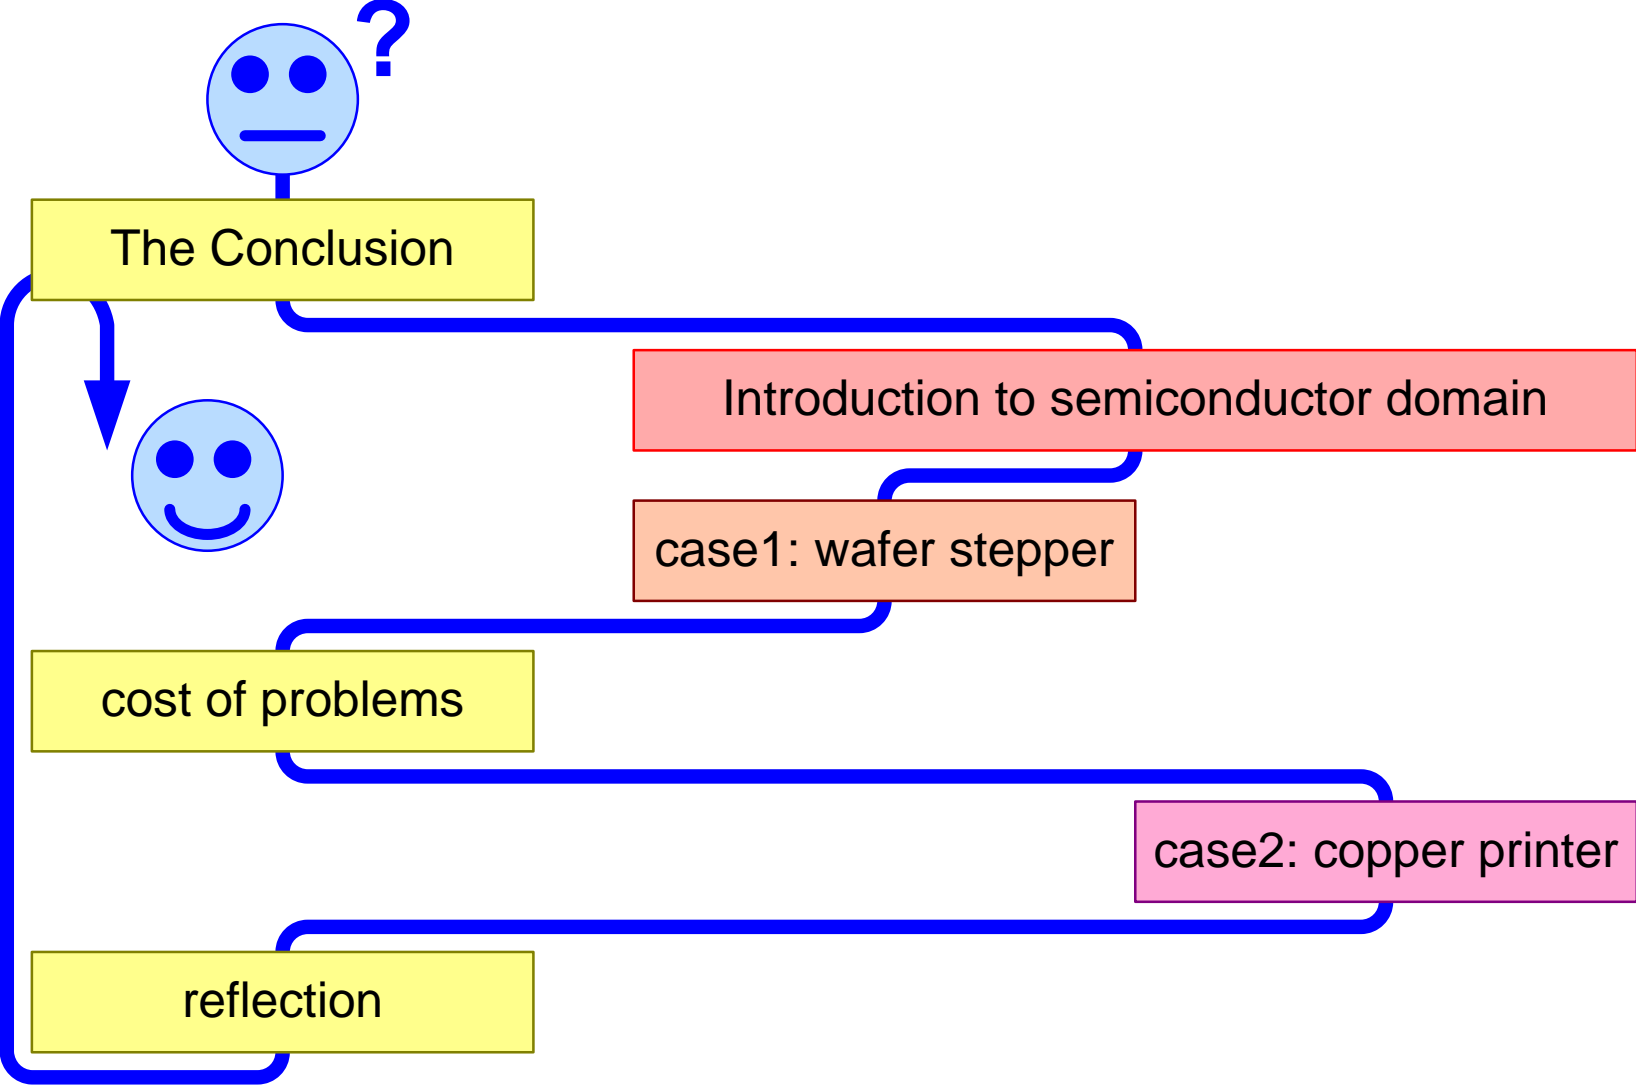 ?
The Conclusion
Introduction to semiconductor domain
case1: wafer stepper
cost of problems
case2: copper printer
reflection